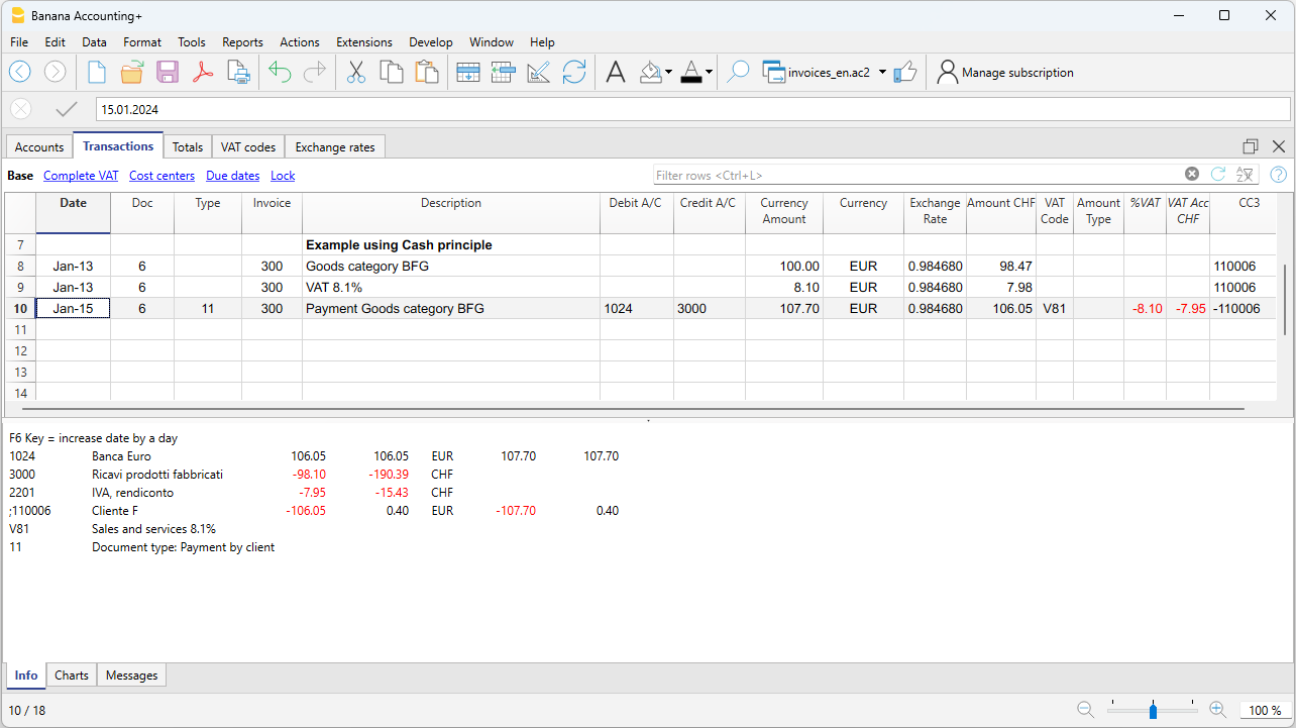 Banana Accounting+
File Edit Data Format Tools Reports Actions Extensions Develop Window Help
invoices_en.ac2 Manage subscription
15.01.2024
Accounts Transactions Totals VAT codes Exchange rates
Base Complete VAT Cost centers Due dates Lock Filter rows <Ctrl+L>
Date Doc Type Invoice Description Debit A/C Credit A/C Currency Currency Exchange Amount CHF VAT Amount %VAT VAT Acc CC3
Amount Rate Code Type CHF
7 Example using Cash principle
8 Jan-13 6 300 Goods category BFG 100.00 EUR 0.984680 98.47 110006
9 Jan-13 6 300 VAT 8.1% 8.10 EUR 0.984680 7.98 110006
10 Jan-15 6 11 300 Payment Goods category BFG 1024 3000 107.70 EUR 0.984680 106.05 V81 -8.10 -7.95 -110006
11
12
13
14
F6 Key = increase date by a day
1024 Banca Euro 106.05 106.05 EUR 107.70 107.70
3000 Ricavi prodotti fabbricati -98.10 -190.39 CHF
2201 IVA, rendiconto -7.95 -15.43 CHF
;110006 Cliente F -106.05 0.40 EUR -107.70 0.40
V81 Sales and services 8.1%
11 Document type: Payment by client
Info Charts Messages
10 / 18 100 %